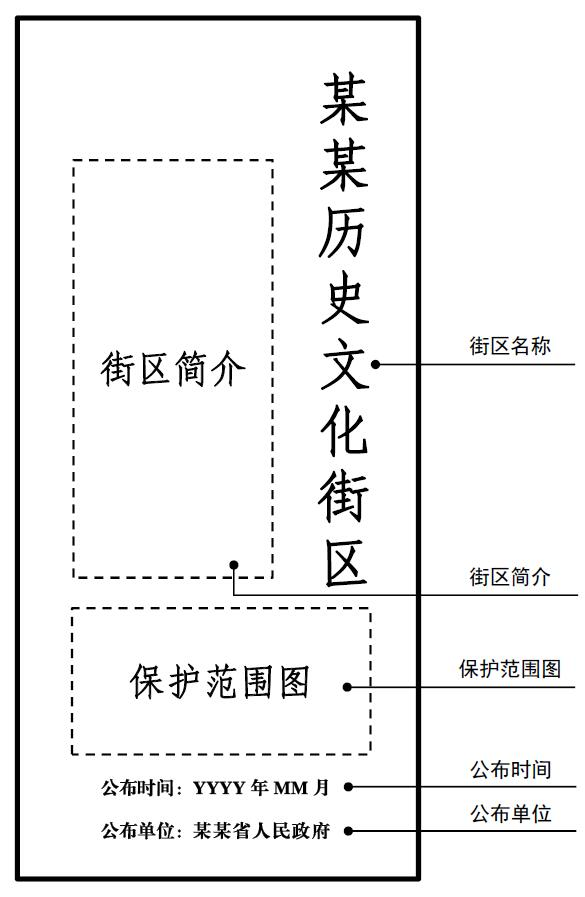 某某历史文化街区
街区名称
街区简介
街区简介
保护范围图
保护范围图
公布时间：YYYY 年 MM 月
公布时间
公布单位：某某省人民政府
公布单位